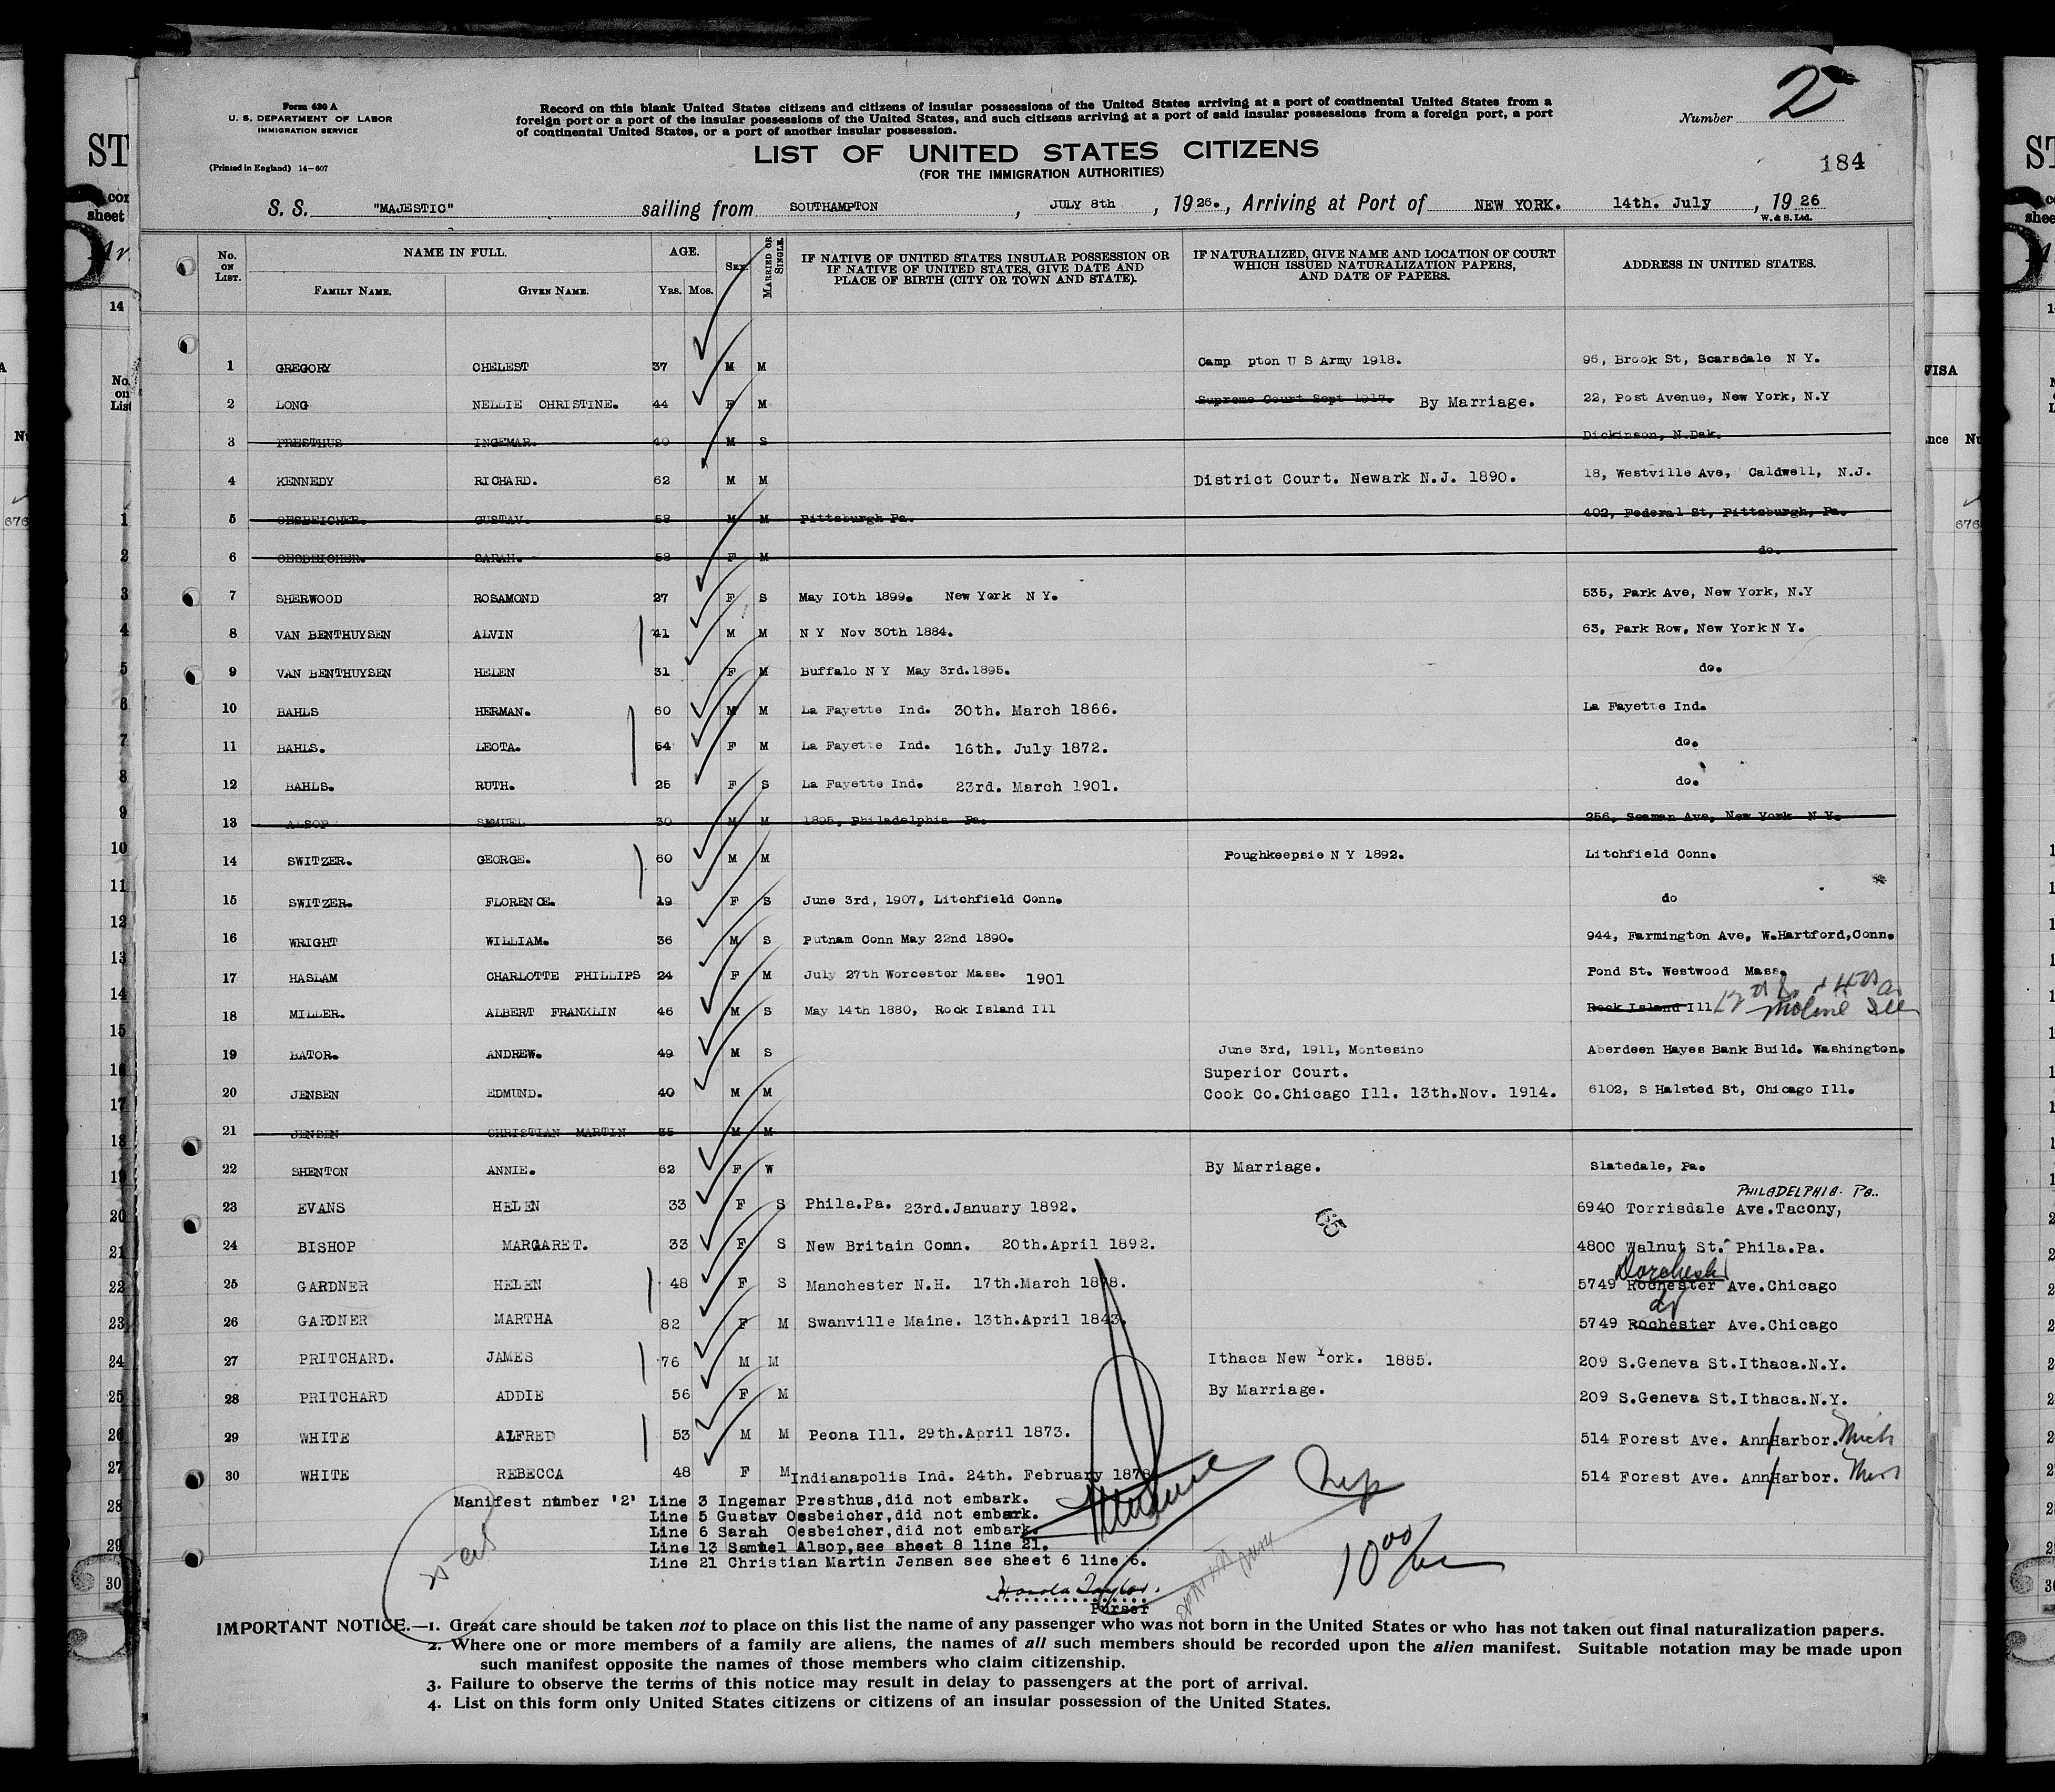 Form 630 A
U. S. DEPARTMENT OF LABOR
IMMIGRATION SERVICE
(Printed in England) 14-607
Record on this blank United States citizens and citizens of insular possessions of the United States arriving at a port of continental United States from a
foreign port or a port of the insular possessions of the United States, and such citizens arriving at a port of said insular possessions from a foreign port, a port
of continental United States, or a port of another insular possession.
Number 2
LIST OF UNITED STATES CITIZENS
(FOR THE IMMIGRATION AUTHORITIES)
184
S. S. "MAJESTIC" sailing from SOUTHAMPTON, JULY 8th, 1926., Arriving at Port of NEW YORK. 14th. July, 1926
W. & S. Ltd.
No. on List. NAME IN FULL. AGE. Sex. Married or Single. IF NATIVE OF UNITED STATES INSULAR POSSESSION OR IF NATIVE OF UNITED STATES, GIVE DATE AND PLACE OF BIRTH (CITY OR TOWN AND STATE). IF NATURALIZED, GIVE NAME AND LOCATION OF COURT WHICH ISSUED NATURALIZATION PAPERS, AND DATE OF PAPERS. ADDRESS IN UNITED STATES.
Family Name. Given Name. Yrs. Mos.
1 GREGORY CHELEST 37 M M Camp pton U S Army 1918. 96, Brook St, Scarsdale N Y.
2 LONG NELLIE CHRISTINE. 44 F M Supreme Court Sept 1917. By Marriage. 22, Post Avenue, New York, N.Y
3 PRESTHUS INGEMAR. 40 M S Dickinson, N.Dak.
4 KENNEDY RICHARD. 62 M M District Court. Newark N.J. 1890. 18, Westville Ave, Caldwell, N.J.
5 OESBEICHER. GUSTAV. 58 M M Pittsburgh Pa. 402, Federal St, Pittsburgh, Pa.
6 OESBEICHER. SARAH. 58 F M do.
7 SHERWOOD ROSAMOND 27 F S May 10th 1899. New York N Y. 535, Park Ave, New York, N.Y
8 VAN BENTHUYSEN ALVIN 41 M M N Y Nov 30th 1884. 63, Park Row, New York N Y.
9 VAN BENTHUYSEN HELEN 31 F M Buffalo N Y May 3rd.1895. do.
10 BAHLS HERMAN. 60 M M La Fayette Ind. 30th. March 1866. La Fayette Ind.
11 BAHLS. LEOTA. 54 F M La Fayette Ind. 16th. July 1872. do.
12 BAHLS. RUTH. 25 F S La Fayette Ind. 23rd. March 1901. do.
13 ALSOP SAMUEL 30 M M 1895, Philadelphia Pa. 256, Seaman Ave, New York N Y.
14 SWITZER. GEORGE. 60 M M Poughkeepsie N Y 1892. Litchfield Conn.
15 SWITZER. FLORENCE. 19 F S June 3rd, 1907, Litchfield Conn. do
16 WRIGHT WILLIAM. 36 M S Putnam Conn May 22nd 1890. 944, Farmington Ave, W.Hartford,Conn.
17 HASLAM CHARLOTTE PHILLIPS 24 F M July 27th Worcester Mass. 1901 Pond St. Westwood Mass.
18 MILLER. ALBERT FRANKLIN 46 M S May 14th 1880, Rock Island Ill Rock Island Ill Moline Ill
19 BATOR. ANDREW. 49 M S June 3rd, 1911, Montesino Aberdeen Hayes Bank Build. Washington.
Superior Court.
20 JENSEN EDMUND. 40 M M Cook Co.Chicago Ill. 13th.Nov. 1914. 6102, S Halsted St, Chicago Ill.
21 JENSEN CHRISTIAN MARTIN 35 M M
22 SHENTON ANNIE. 62 F W By Marriage. Slatedale, Pa.
PHILADELPHIA. PA..
23 EVANS HELEN 33 F S Phila.Pa. 23rd.January 1892. 6940 Torrisdale Ave.Tacony,
65
24 BISHOP MARGARET. 33 F S New Britain Conn. 20th.April 1892. 4800 Walnut St. Phila.Pa.
Dorchester
25 GARDNER HELEN 48 F S Manchester N.H. 17th.March 1878. 5749 Rochester Ave.Chicago
do
26 GARDNER MARTHA 82 F M Swanville Maine. 13th.April 1843. 5749 Rochester Ave.Chicago
27 PRITCHARD. JAMES 76 M M Ithaca New York. 1885. 209 S.Geneva St.Ithaca.N.Y.
28 PRITCHARD ADDIE 56 F M By Marriage. 209 S.Geneva St.Ithaca.N.Y.
29 WHITE ALFRED 53 M M Peona Ill. 29th.April 1873. 514 Forest Ave. Ann Harbor. Mich
30 WHITE REBECCA 48 F M Indianapolis Ind. 24th. February 1878. 514 Forest Ave. Ann Harbor.
Manifest number '2' Line 3 Ingemar Presthus,did not embark.
Line 5 Gustav Oesbeicher,did not embark.
Line 6 Sarah Oesbeicher,did not embark.
Line 13 Samuel Alsop,see sheet 8 line 21.
Line 21 Christian Martin Jensen see sheet 6 line 6.
Purser
IMPORTANT NOTICE.—1. Great care should be taken not to place on this list the name of any passenger who was not born in the United States or who has not taken out final naturalization papers.
2. Where one or more members of a family are aliens, the names of all such members should be recorded upon the alien manifest. Suitable notation may be made upon
such manifest opposite the names of those members who claim citizenship.
3. Failure to observe the terms of this notice may result in delay to passengers at the port of arrival.
4. List on this form only United States citizens or citizens of an insular possession of the United States.